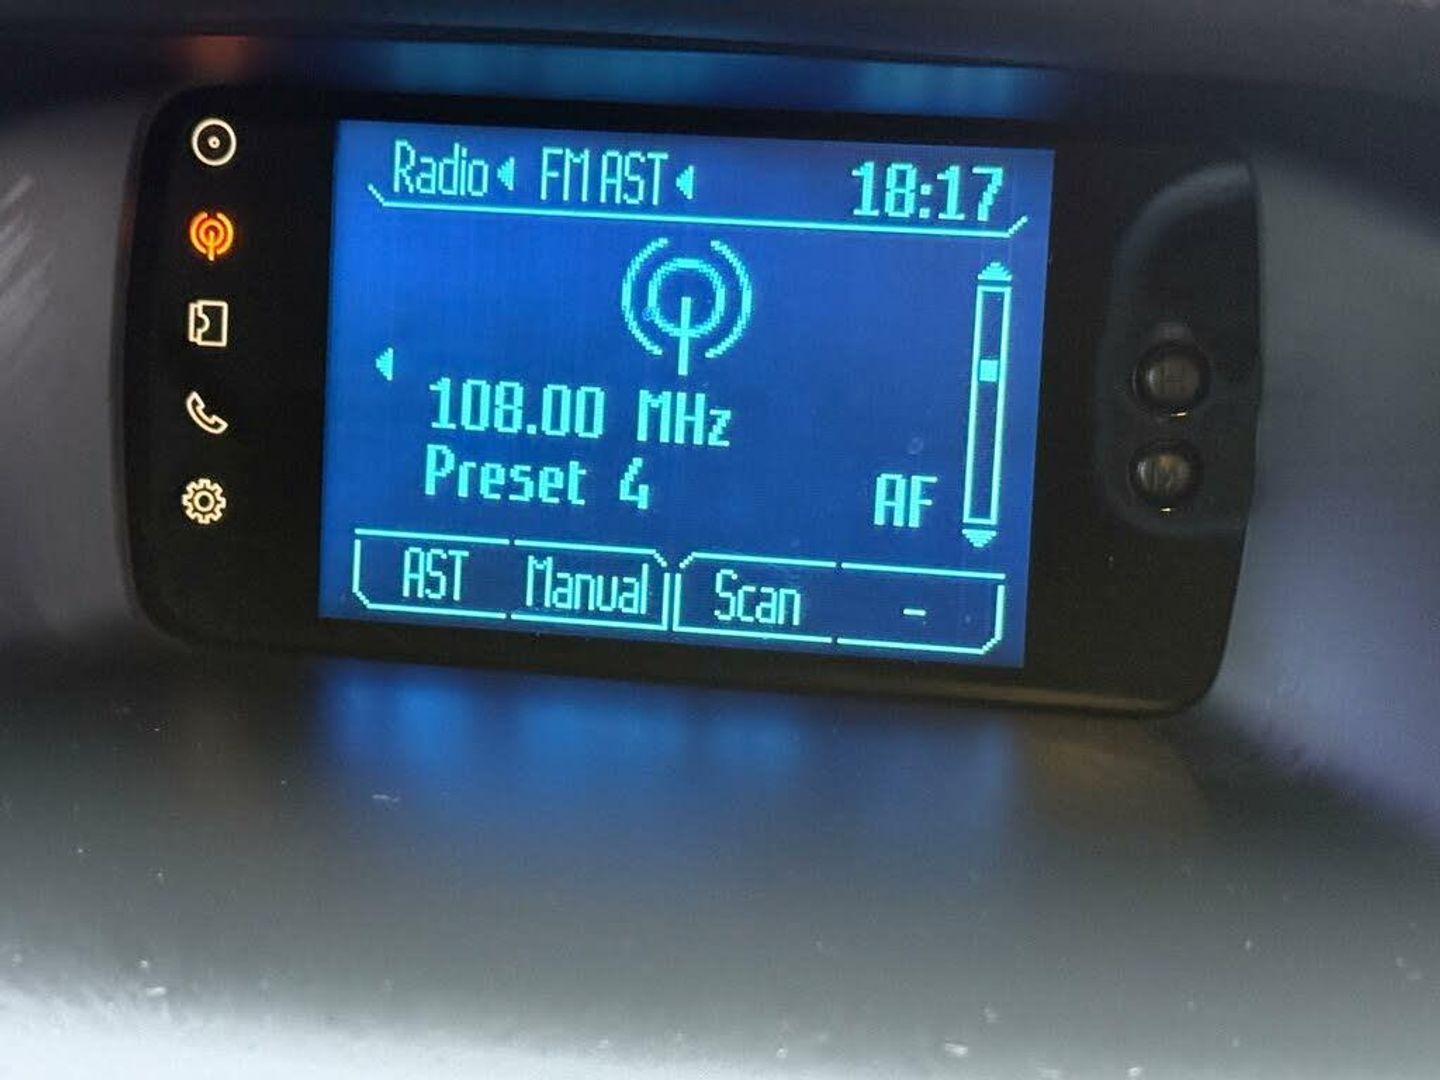 Radio FM AST 18:17
108.00 MHz
Preset 4 AF
AST Manual Scan -
H
M